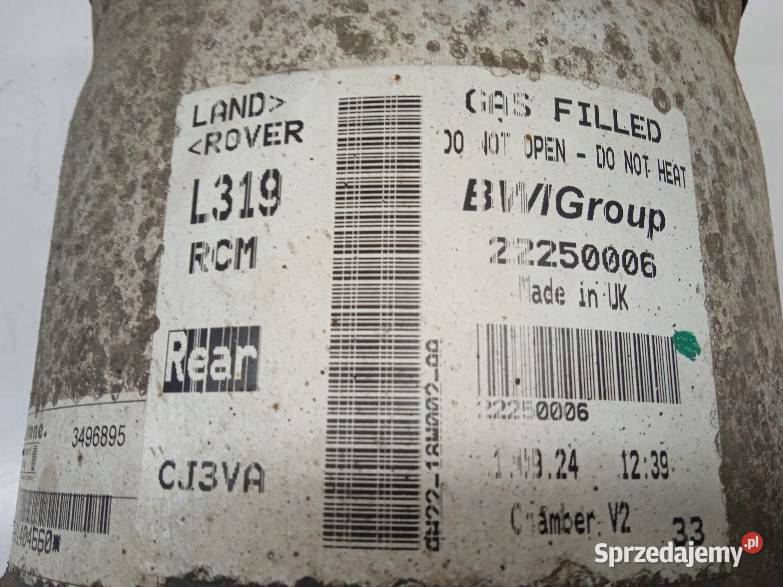 LAND>
<ROVER
L319
RCM
Rear
CJ3VA
3496895
GAS FILLED
DO NOT OPEN - DO NOT HEAT
BWIGroup
22250006
Made in UK
22250006
12:39
Chamber V2
33
Sprzedajemy.pl